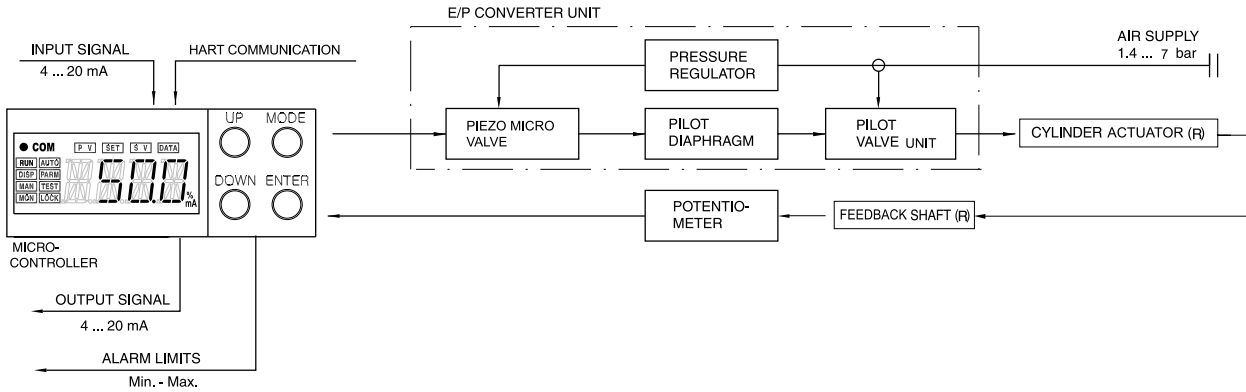 E/P CONVERTER UNIT
INPUT SIGNAL
4 ... 20 mA
HART COMMUNICATION
PRESSURE
REGULATOR
AIR SUPPLY
1.4 ... 7 bar
UP MODE
COM
P V SET S V DATA
RUN AUTO
DISP PARM
MAN TEST
MON LOCK
50.0
%
mA
DOWN ENTER
PIEZO MICRO
VALVE
PILOT
DIAPHRAGM
PILOT
VALVE UNIT
CYLINDER ACTUATOR (R)
POTENTIO-
METER
FEEDBACK SHAFT (R)
MICRO-
CONTROLLER
OUTPUT SIGNAL
4 ... 20 mA
ALARM LIMITS
Min. - Max.